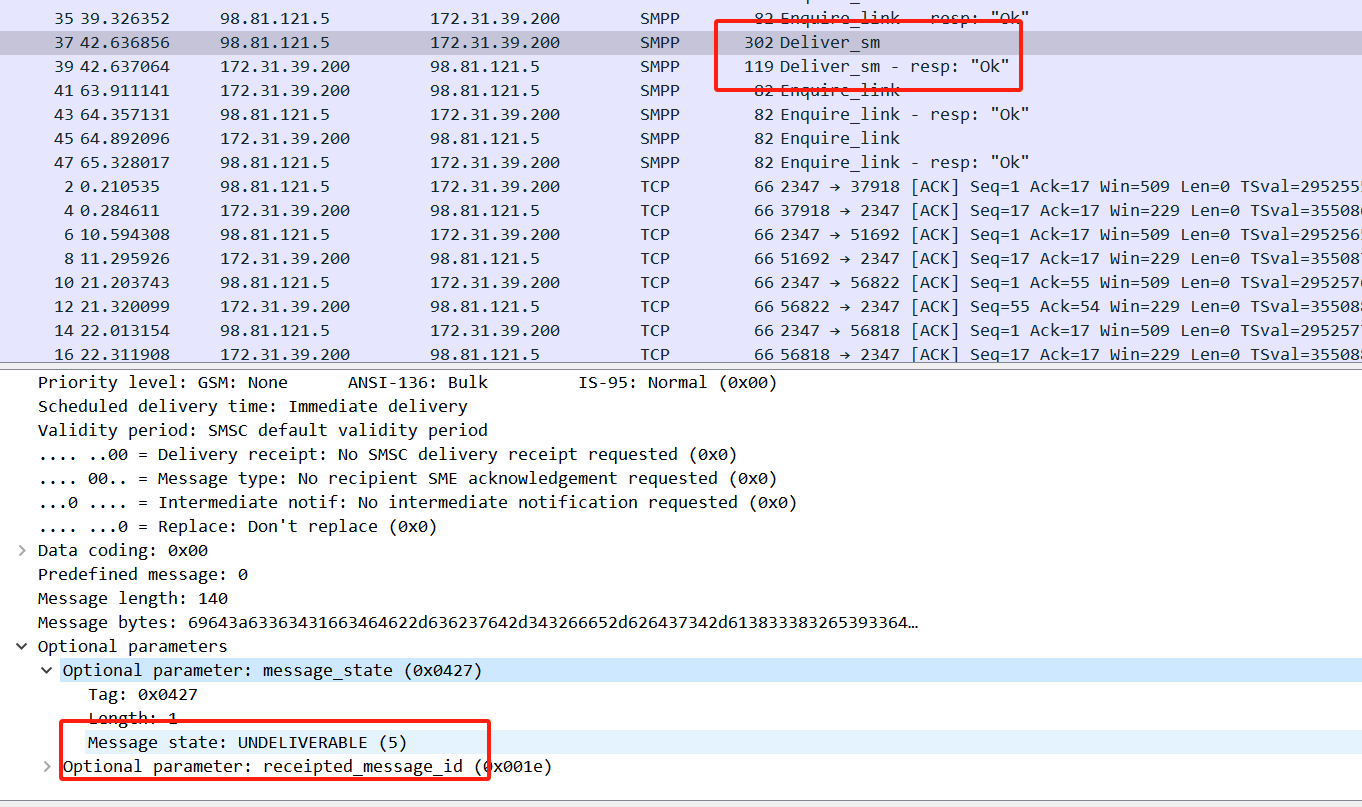 35 39.326352 98.81.121.5 172.31.39.200 SMPP 82 Enquire_link - resp: "Ok"
37 42.636856 98.81.121.5 172.31.39.200 SMPP 302 Deliver_sm
39 42.637064 172.31.39.200 98.81.121.5 SMPP 119 Deliver_sm - resp: "Ok"
41 63.911141 172.31.39.200 98.81.121.5 SMPP 82 Enquire_link
43 64.357131 98.81.121.5 172.31.39.200 SMPP 82 Enquire_link - resp: "Ok"
45 64.892096 172.31.39.200 98.81.121.5 SMPP 82 Enquire_link
47 65.328017 98.81.121.5 172.31.39.200 SMPP 82 Enquire_link - resp: "Ok"
2 0.210535 98.81.121.5 172.31.39.200 TCP 66 2347 → 37918 [ACK] Seq=1 Ack=17 Win=509 Len=0 TSval=295255
4 0.284611 172.31.39.200 98.81.121.5 TCP 66 37918 → 2347 [ACK] Seq=17 Ack=17 Win=229 Len=0 TSval=35508
6 10.594308 98.81.121.5 172.31.39.200 TCP 66 2347 → 51692 [ACK] Seq=1 Ack=17 Win=509 Len=0 TSval=295256
8 11.295926 172.31.39.200 98.81.121.5 TCP 66 51692 → 2347 [ACK] Seq=17 Ack=17 Win=229 Len=0 TSval=35508
10 21.203743 98.81.121.5 172.31.39.200 TCP 66 2347 → 56822 [ACK] Seq=1 Ack=55 Win=509 Len=0 TSval=295257
12 21.320099 172.31.39.200 98.81.121.5 TCP 66 56822 → 2347 [ACK] Seq=55 Ack=54 Win=229 Len=0 TSval=35508
14 22.013154 98.81.121.5 172.31.39.200 TCP 66 2347 → 56818 [ACK] Seq=1 Ack=17 Win=509 Len=0 TSval=295257
16 22.311908 172.31.39.200 98.81.121.5 TCP 66 56818 → 2347 [ACK] Seq=17 Ack=17 Win=229 Len=0 TSval=35508
Priority level: GSM: None ANSI-136: Bulk IS-95: Normal (0x00)
Scheduled delivery time: Immediate delivery
Validity period: SMSC default validity period
.... ..00 = Delivery receipt: No SMSC delivery receipt requested (0x0)
.... 00.. = Message type: No recipient SME acknowledgement requested (0x0)
...0 .... = Intermediate notif: No intermediate notification requested (0x0)
.... ...0 = Replace: Don't replace (0x0)
Data coding: 0x00
Predefined message: 0
Message length: 140
Message bytes: 69643a63363431663464622d636237642d343266652d626437342d613833383265393364…
Optional parameters
Optional parameter: message_state (0x0427)
Tag: 0x0427
Length: 1
Message state: UNDELIVERABLE (5)
Optional parameter: receipted_message_id (0x001e)